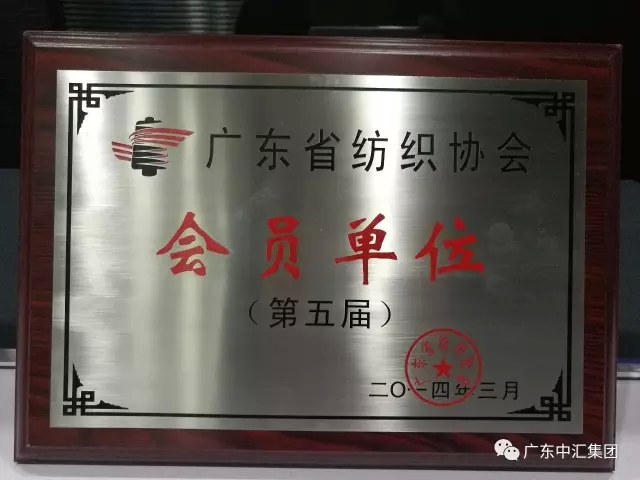 广东省纺织协会
会员单位
（第五届）
二〇一四年三月
广东中汇集团